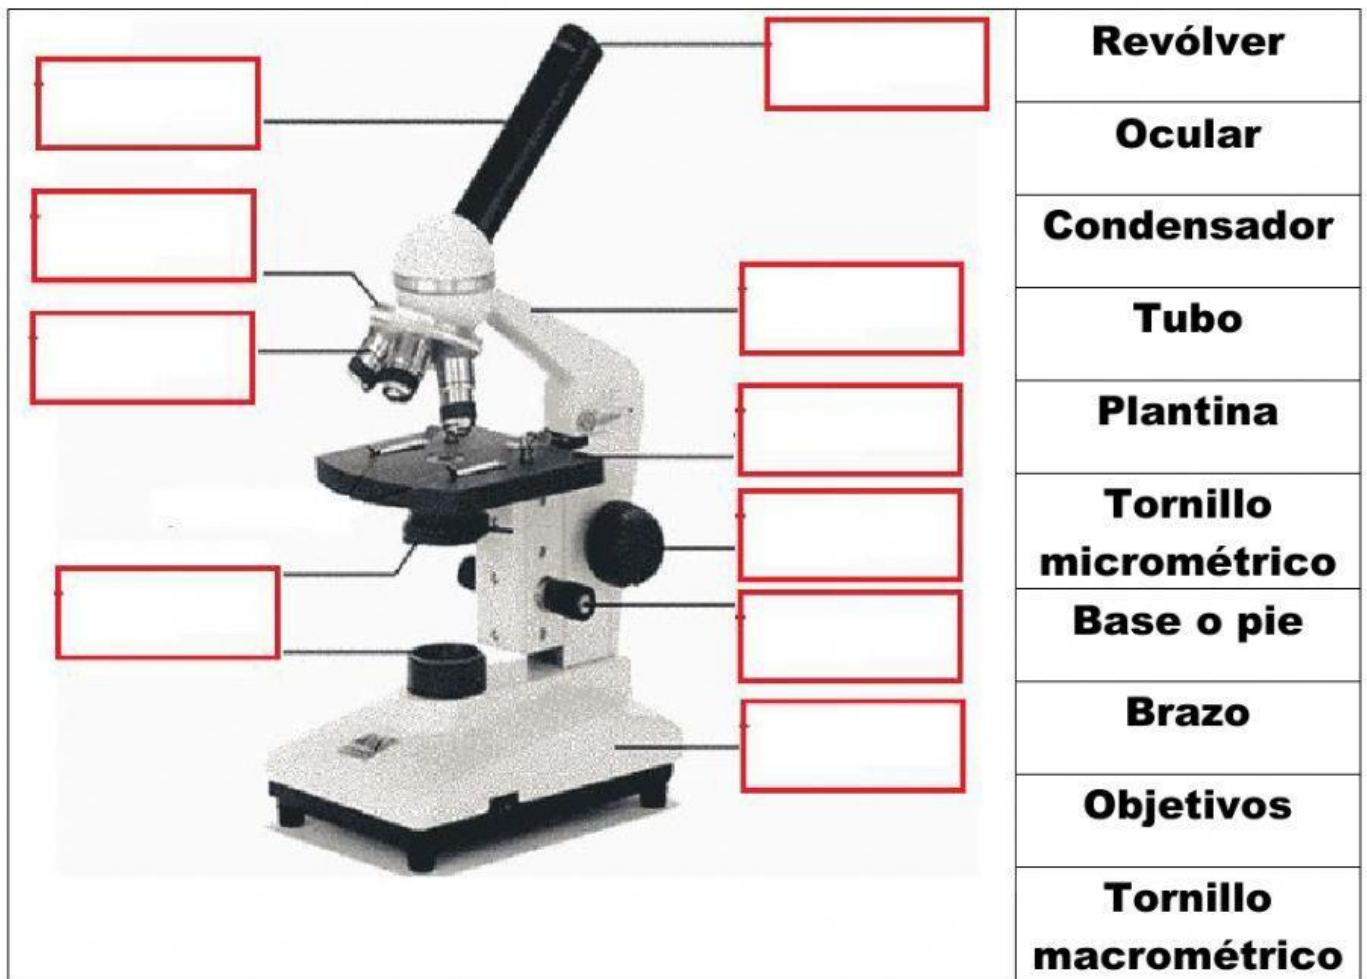 Revólver
Ocular
Condensador
Tubo
Plantina
Tornillo
micrométrico
Base o pie
Brazo
Objetivos
Tornillo
macrométrico